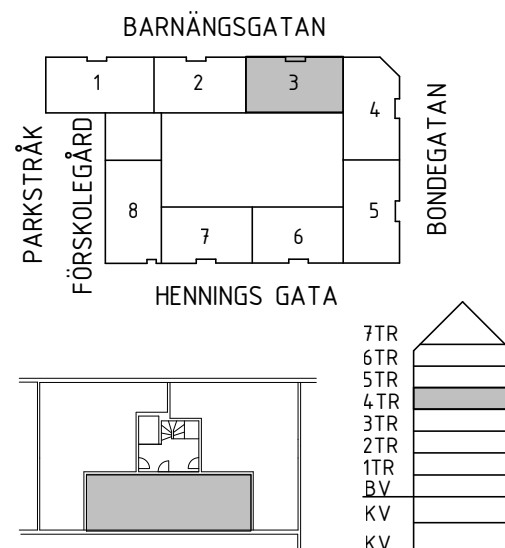 BARNÄNGSGATAN
1 2 3 4
PARKSTRÅK
FÖRSKOLEGÅRD
BONDEGATAN
8 7 6 5
HENNINGS GATA
7TR
6TR
5TR
4TR
3TR
2TR
1TR
BV
KV
KV